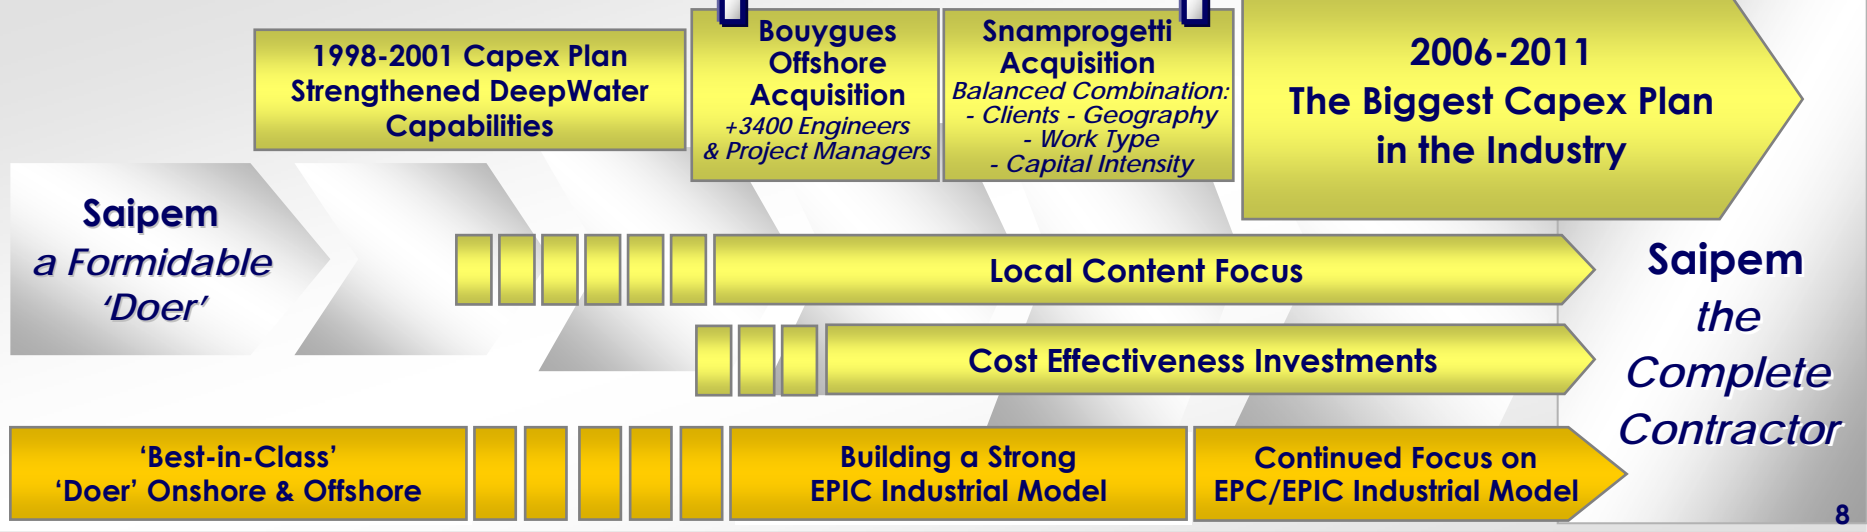 1998-2001 Capex Plan
Strengthened DeepWater
Capabilities
Bouygues
Offshore
Acquisition
+3400 Engineers
& Project Managers
Snamprogetti
Acquisition
Balanced Combination:
- Clients - Geography
- Work Type
- Capital Intensity
2006-2011
The Biggest Capex Plan
in the Industry
Saipem
a Formidable
‘Doer’
Local Content Focus
Cost Effectiveness Investments
Saipem
the
Complete
Contractor
‘Best-in-Class’
‘Doer’ Onshore & Offshore
Building a Strong
EPIC Industrial Model
Continued Focus on
EPC/EPIC Industrial Model
8